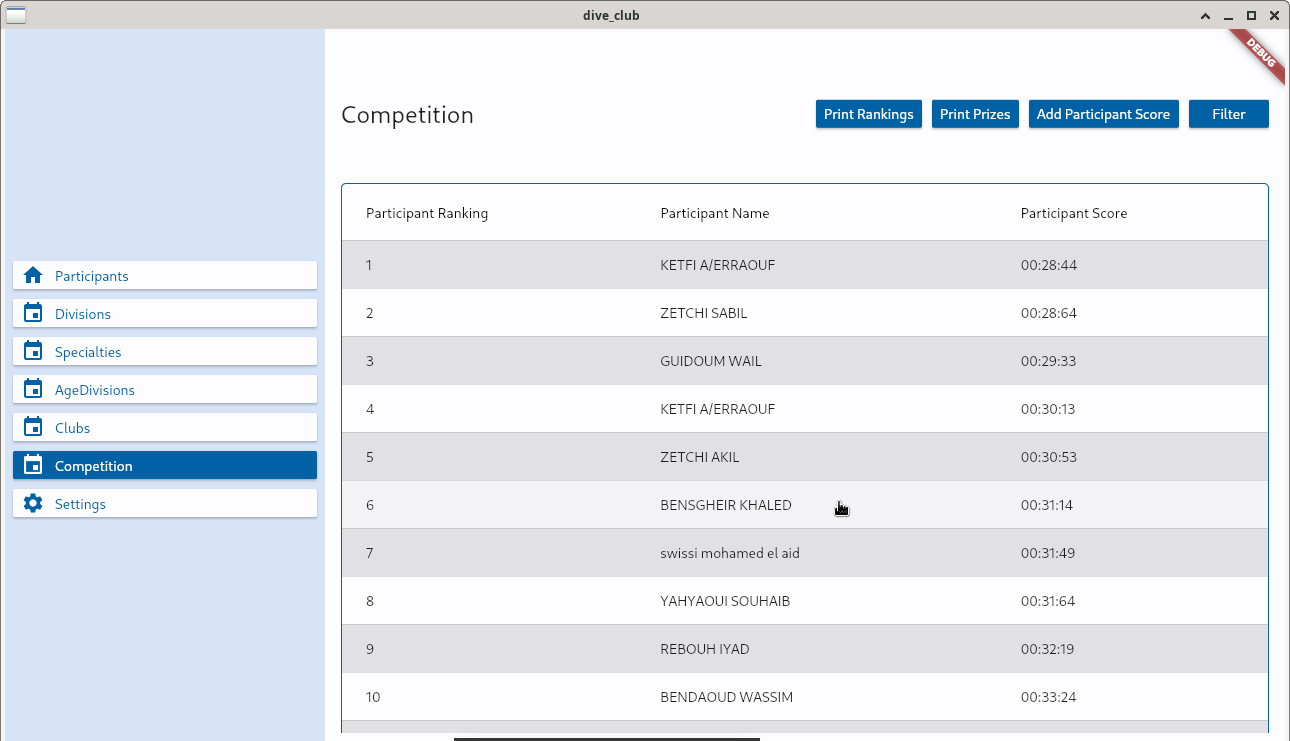 dive_club
DEBUG
Participants
Divisions
Specialties
AgeDivisions
Clubs
Competition
Settings
Competition
Print Rankings Print Prizes Add Participant Score Filter
Participant Ranking Participant Name Participant Score
1 KETFI A/ERRAOUF 00:28:44
2 ZETCHI SABIL 00:28:64
3 GUIDOUM WAIL 00:29:33
4 KETFI A/ERRAOUF 00:30:13
5 ZETCHI AKIL 00:30:53
6 BENSGHEIR KHALED 00:31:14
7 swissi mohamed el aid 00:31:49
8 YAHYAOUI SOUHAIB 00:31:64
9 REBOUH IYAD 00:32:19
10 BENDAOUD WASSIM 00:33:24